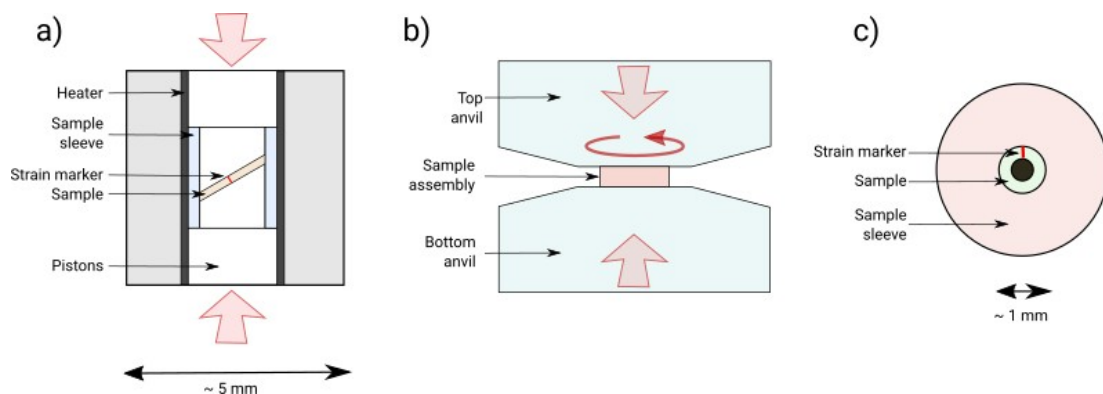 a)
Heater
Sample
sleeve
Strain marker
Sample
Pistons
~ 5 mm
b)
Top
anvil
Sample
assembly
Bottom
anvil
c)
Strain marker
Sample
Sample
sleeve
~ 1 mm